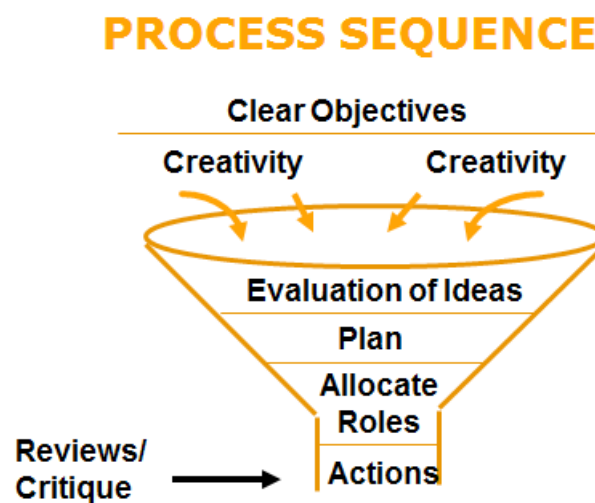 PROCESS SEQUENCE
Clear Objectives
Creativity Creativity
Evaluation of Ideas
Plan
Allocate
Roles
Reviews/
Critique
Actions